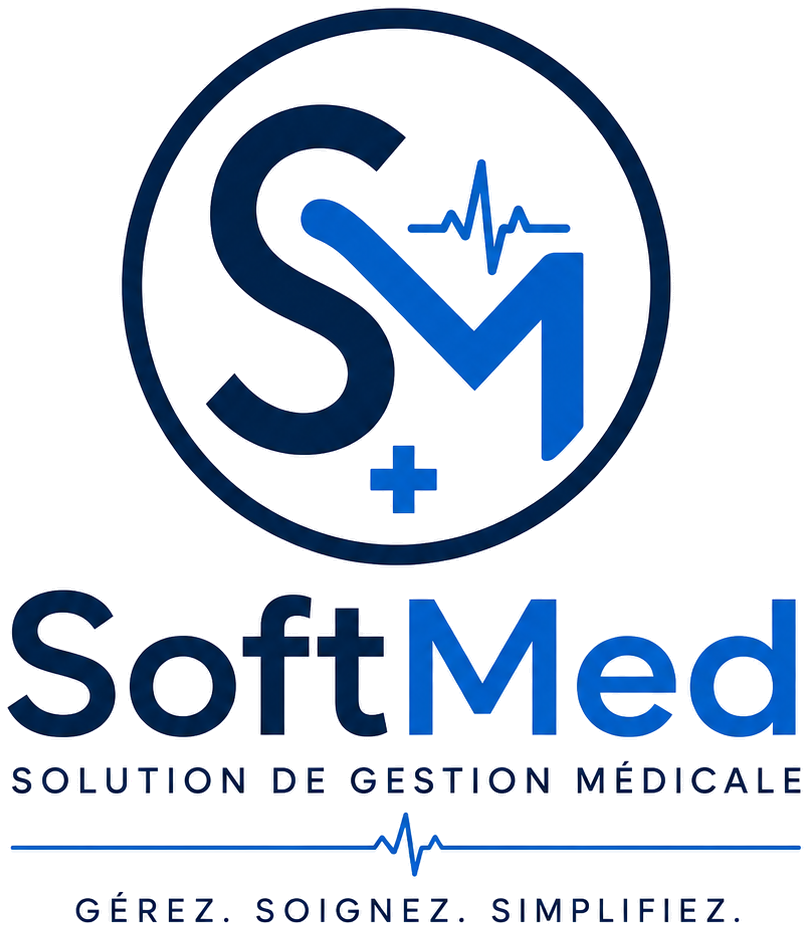 SM
SoftMed
SOLUTION DE GESTION MÉDICALE
GÉREZ. SOIGNEZ. SIMPLIFIEZ.